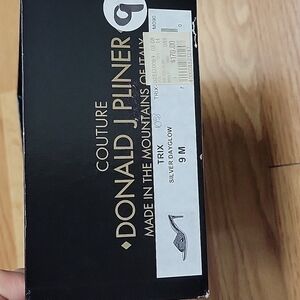 9
COUTURE
◆DONALD J PLINER
MADE IN THE MOUNTAINS OF ITALY
TRIX
SILVER DAYGLOW
9 M